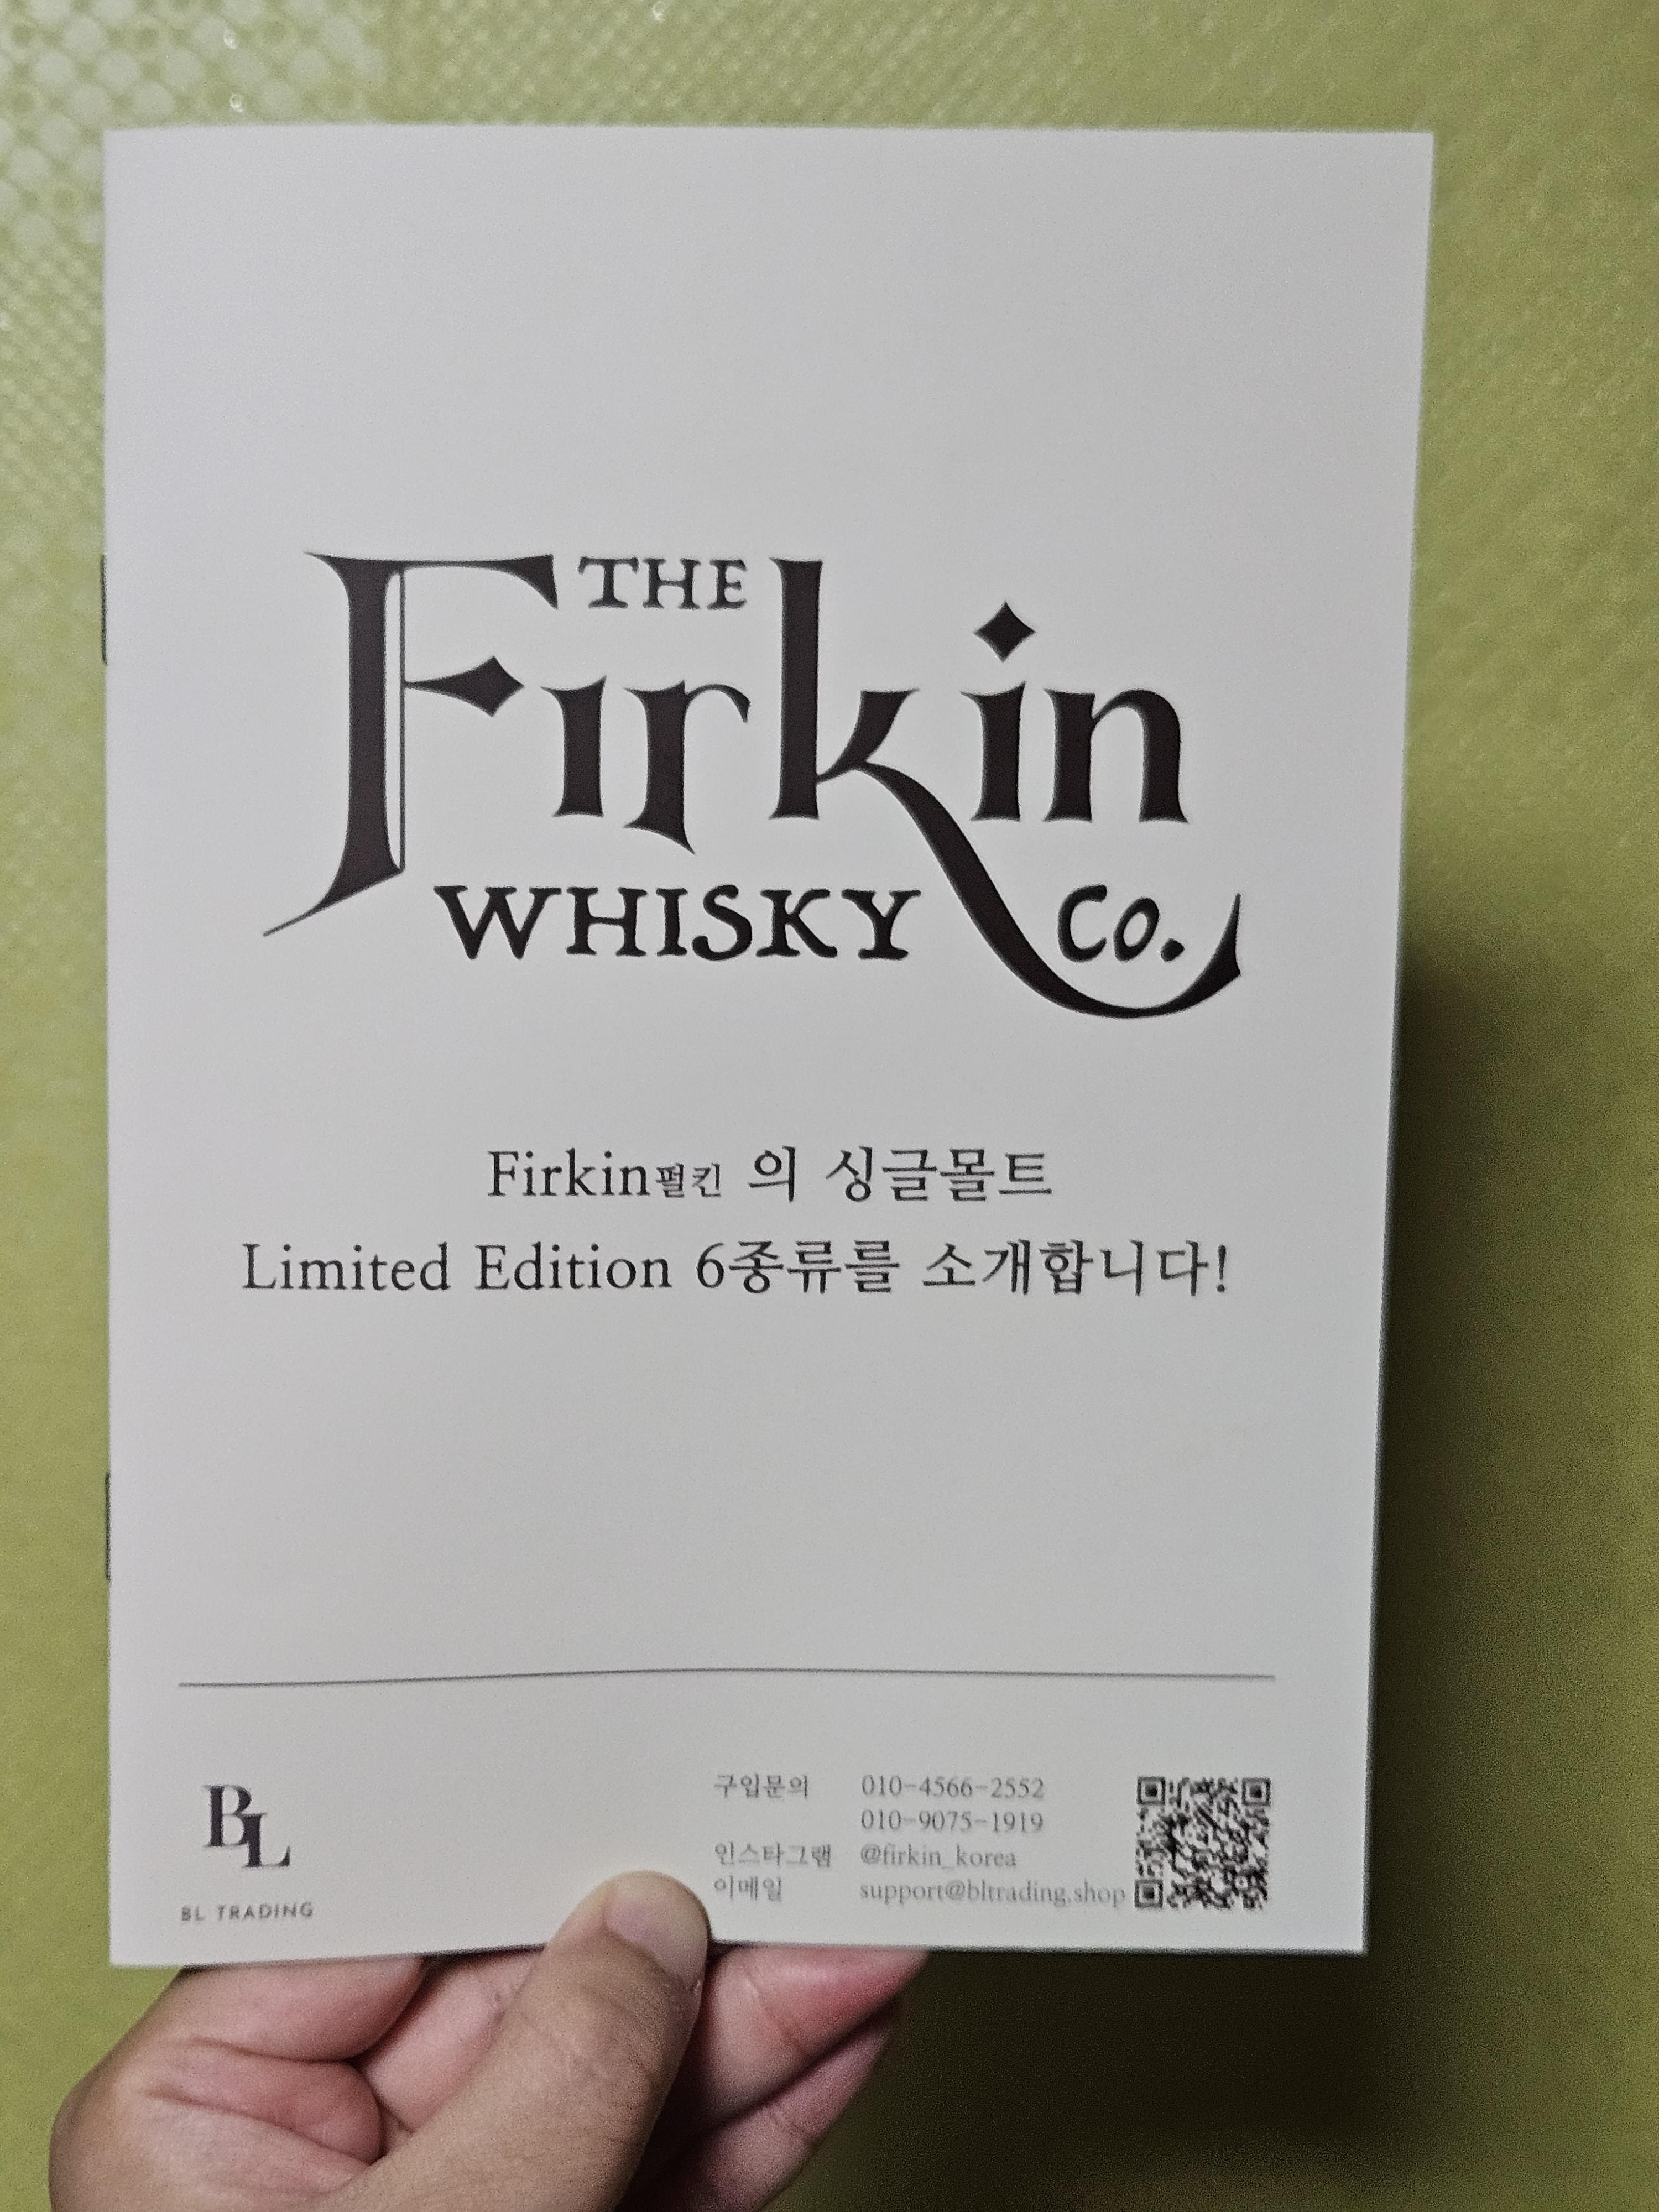 THE
Firkin
WHISKY Co.
Firkin펄킨 의 싱글몰트
Limited Edition 6종류를 소개합니다!
BL
BL TRADING
구입문의 010-4566-2552
010-9075-1919
인스타그램 @firkin_korea
이메일 support@bltrading.shop